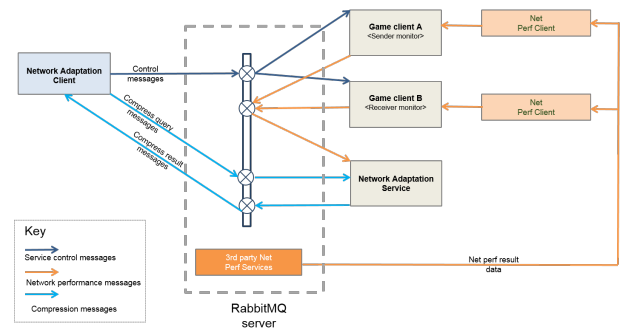 Game client A
<Sender monitor>
Net
Perf Client
Network Adaptation
Client
Control
messages
Game client B
<Receiver monitor>
Net
Perf Client
Compress query
messages
Compress result
messages
Network Adaptation
Service
Key
Service control messages
Network performance messages
Compression messages
3rd party Net
Perf Services
Net perf result
data
RabbitMQ
server